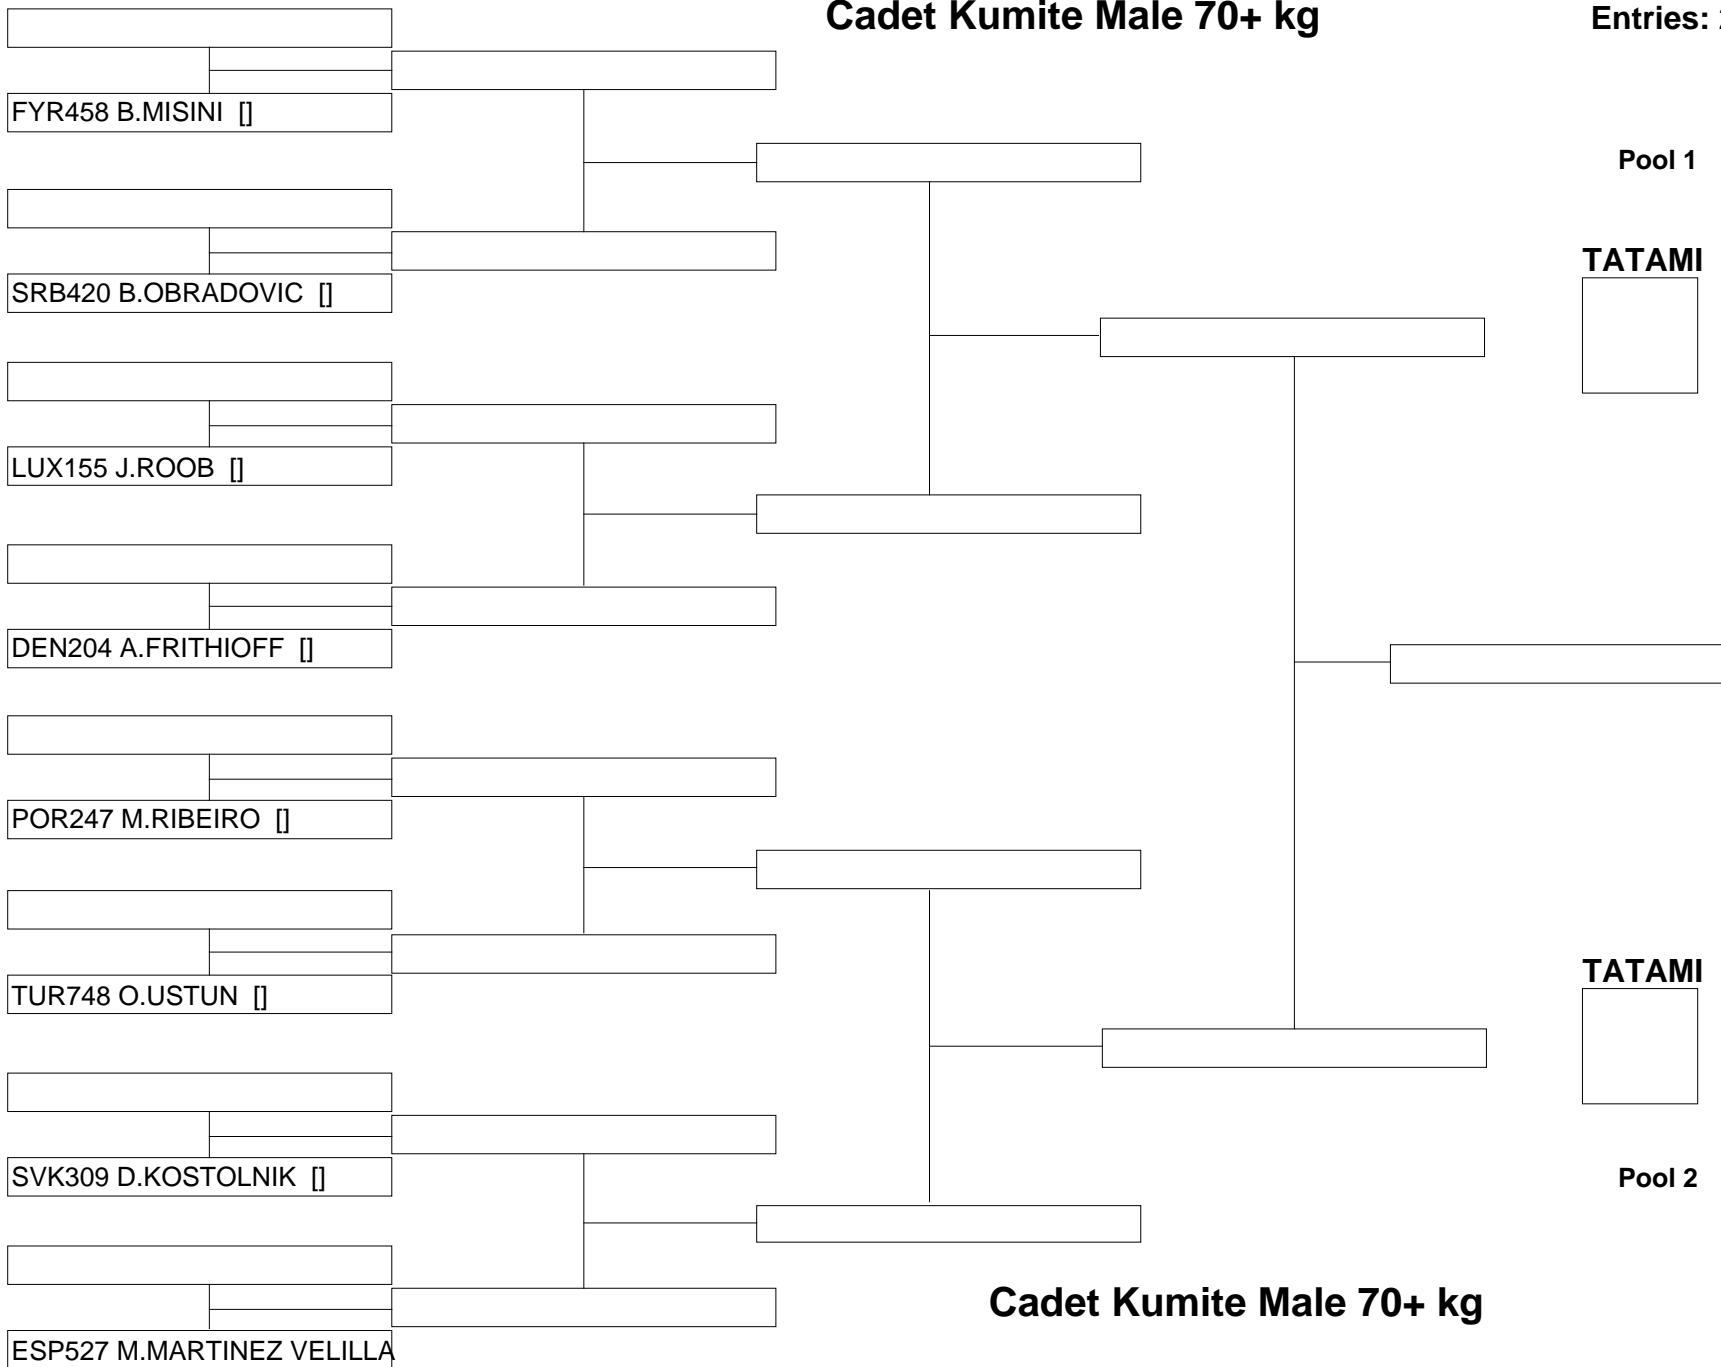 Cadet Kumite Male 70+ kg
Entries:
FYR458 B.MISINI []
Pool 1
SRB420 B.OBRADOVIC []
TATAMI
LUX155 J.ROOB []
DEN204 A.FRITHIOFF []
POR247 M.RIBEIRO []
TUR748 O.USTUN []
TATAMI
SVK309 D.KOSTOLNIK []
Pool 2
Cadet Kumite Male 70+ kg
ESP527 M.MARTINEZ VELILLA